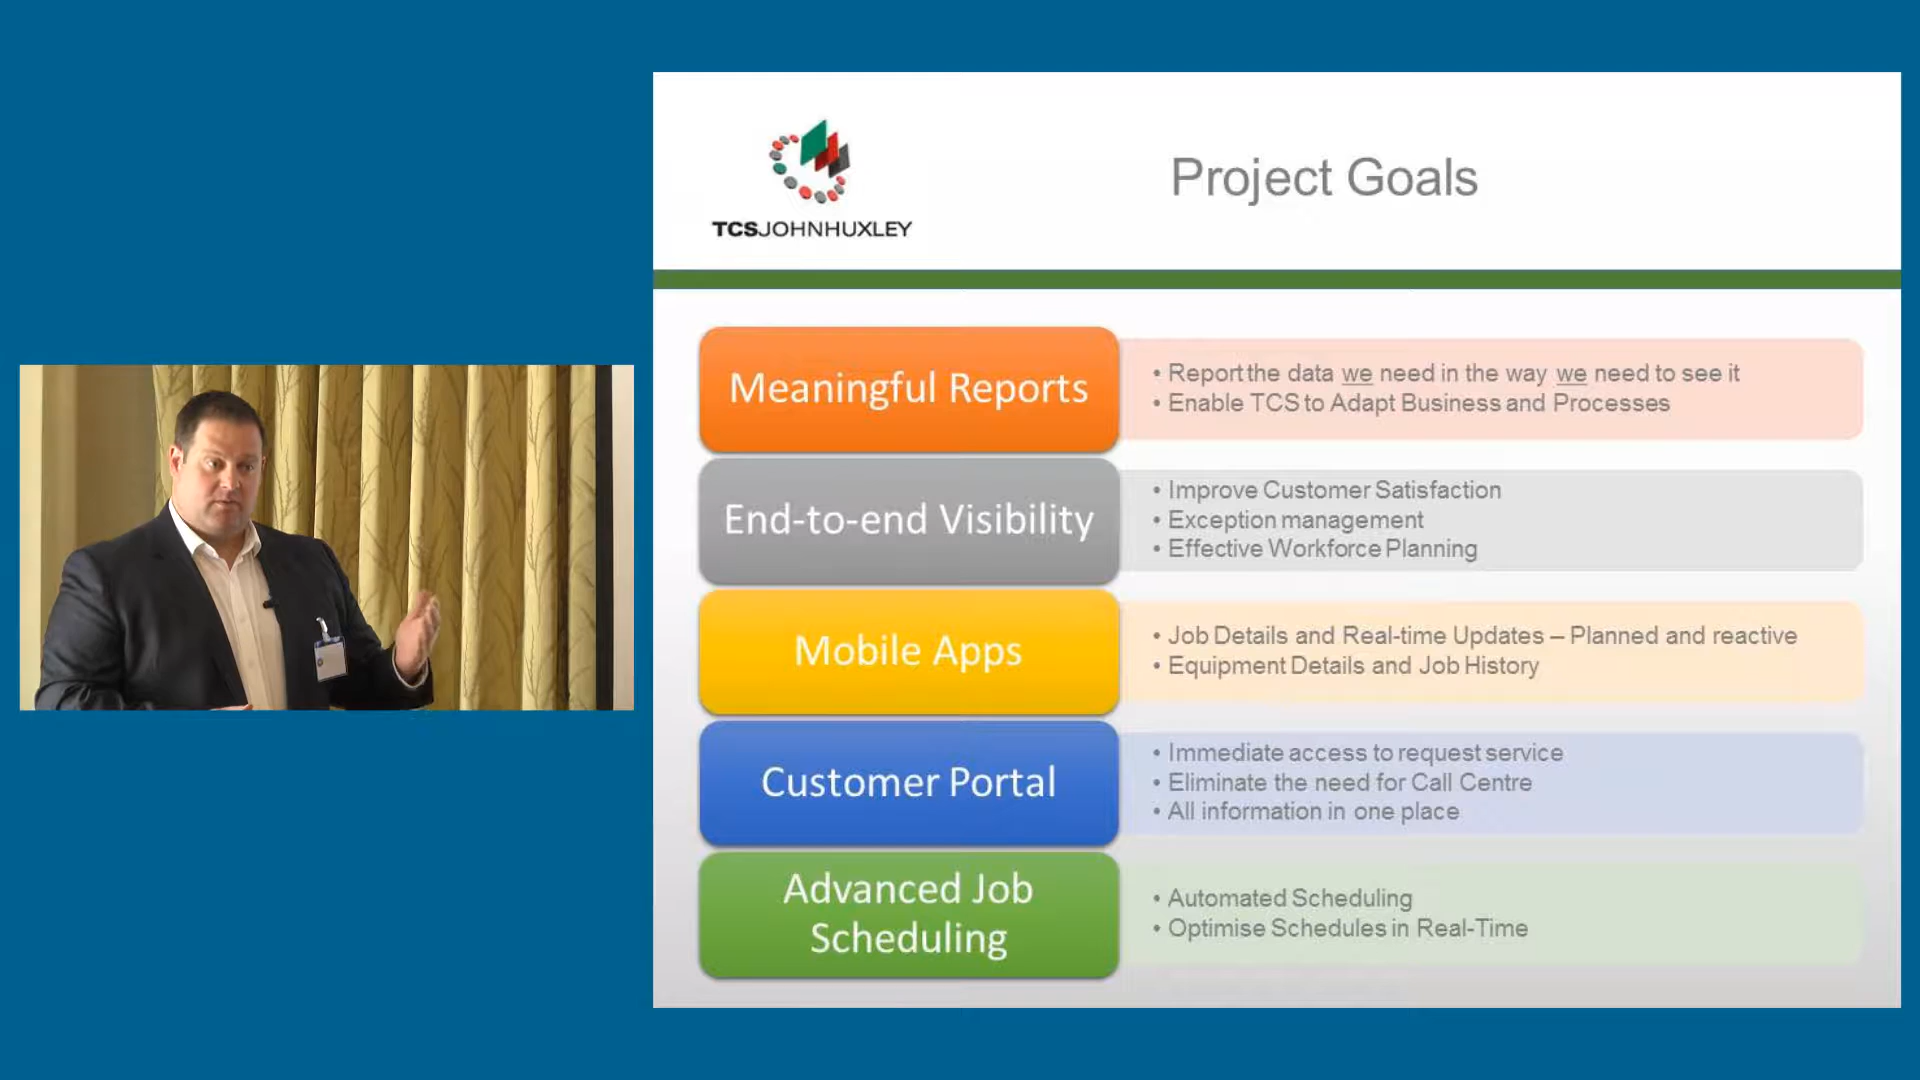 TCSJOHNHUXLEY
Project Goals
Meaningful Reports
• Report the data we need in the way we need to see it
• Enable TCS to Adapt Business and Processes
End-to-end Visibility
• Improve Customer Satisfaction
• Exception management
• Effective Workforce Planning
Mobile Apps
• Job Details and Real-time Updates – Planned and reactive
• Equipment Details and Job History
Customer Portal
• Immediate access to request service
• Eliminate the need for Call Centre
• All information in one place
Advanced Job
Scheduling
• Automated Scheduling
• Optimise Schedules in Real-Time